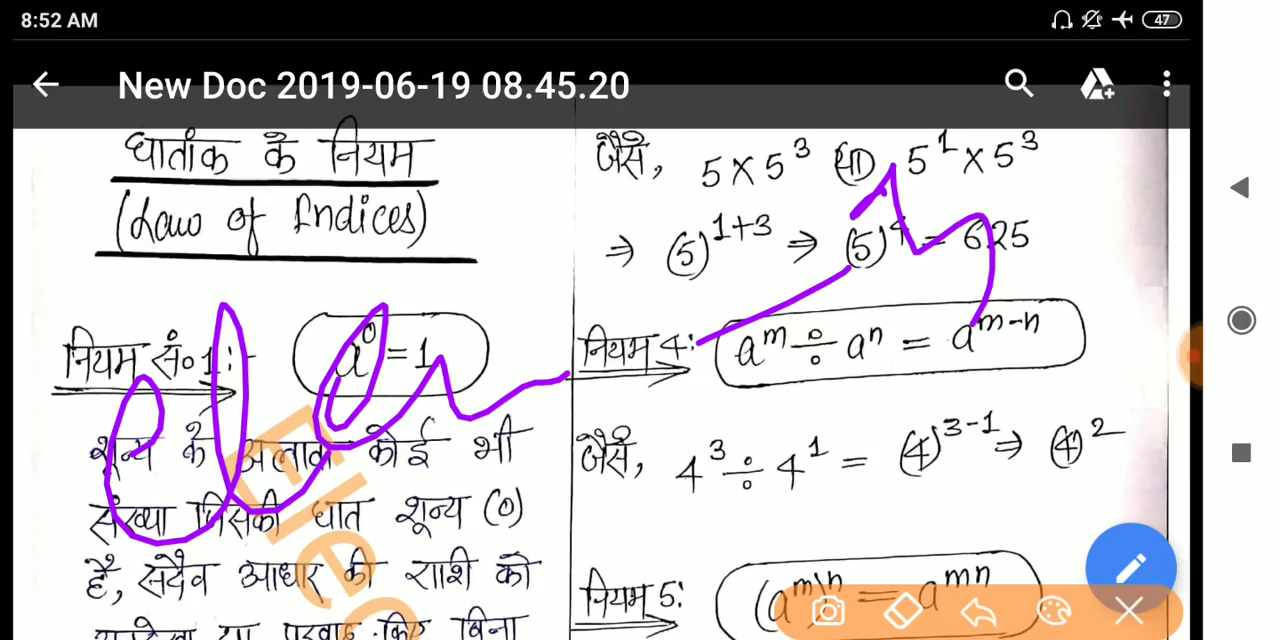 8:52 AM
47
New Doc 2019-06-19 08.45.20
घातांक के नियम
(Law of Indices)
नियम सं० 1:-
a⁰ = 1
शून्य के अलावा कोई भी
संख्या जिसकी घात शून्य (0)
है, सदैव आधार की राशि को
बिना
Elec
जैसे, 5 × 5³ या 5¹ × 5³
⇒ (5)¹⁺³ ⇒ (5)⁴ = 625
नियम 4: aᵐ ÷ aⁿ = aᵐ⁻ⁿ
जैसे, 4³ ÷ 4¹ = (4)³⁻¹ ⇒ (4)²
नियम 5: (aᵐ)ⁿ = aᵐⁿ